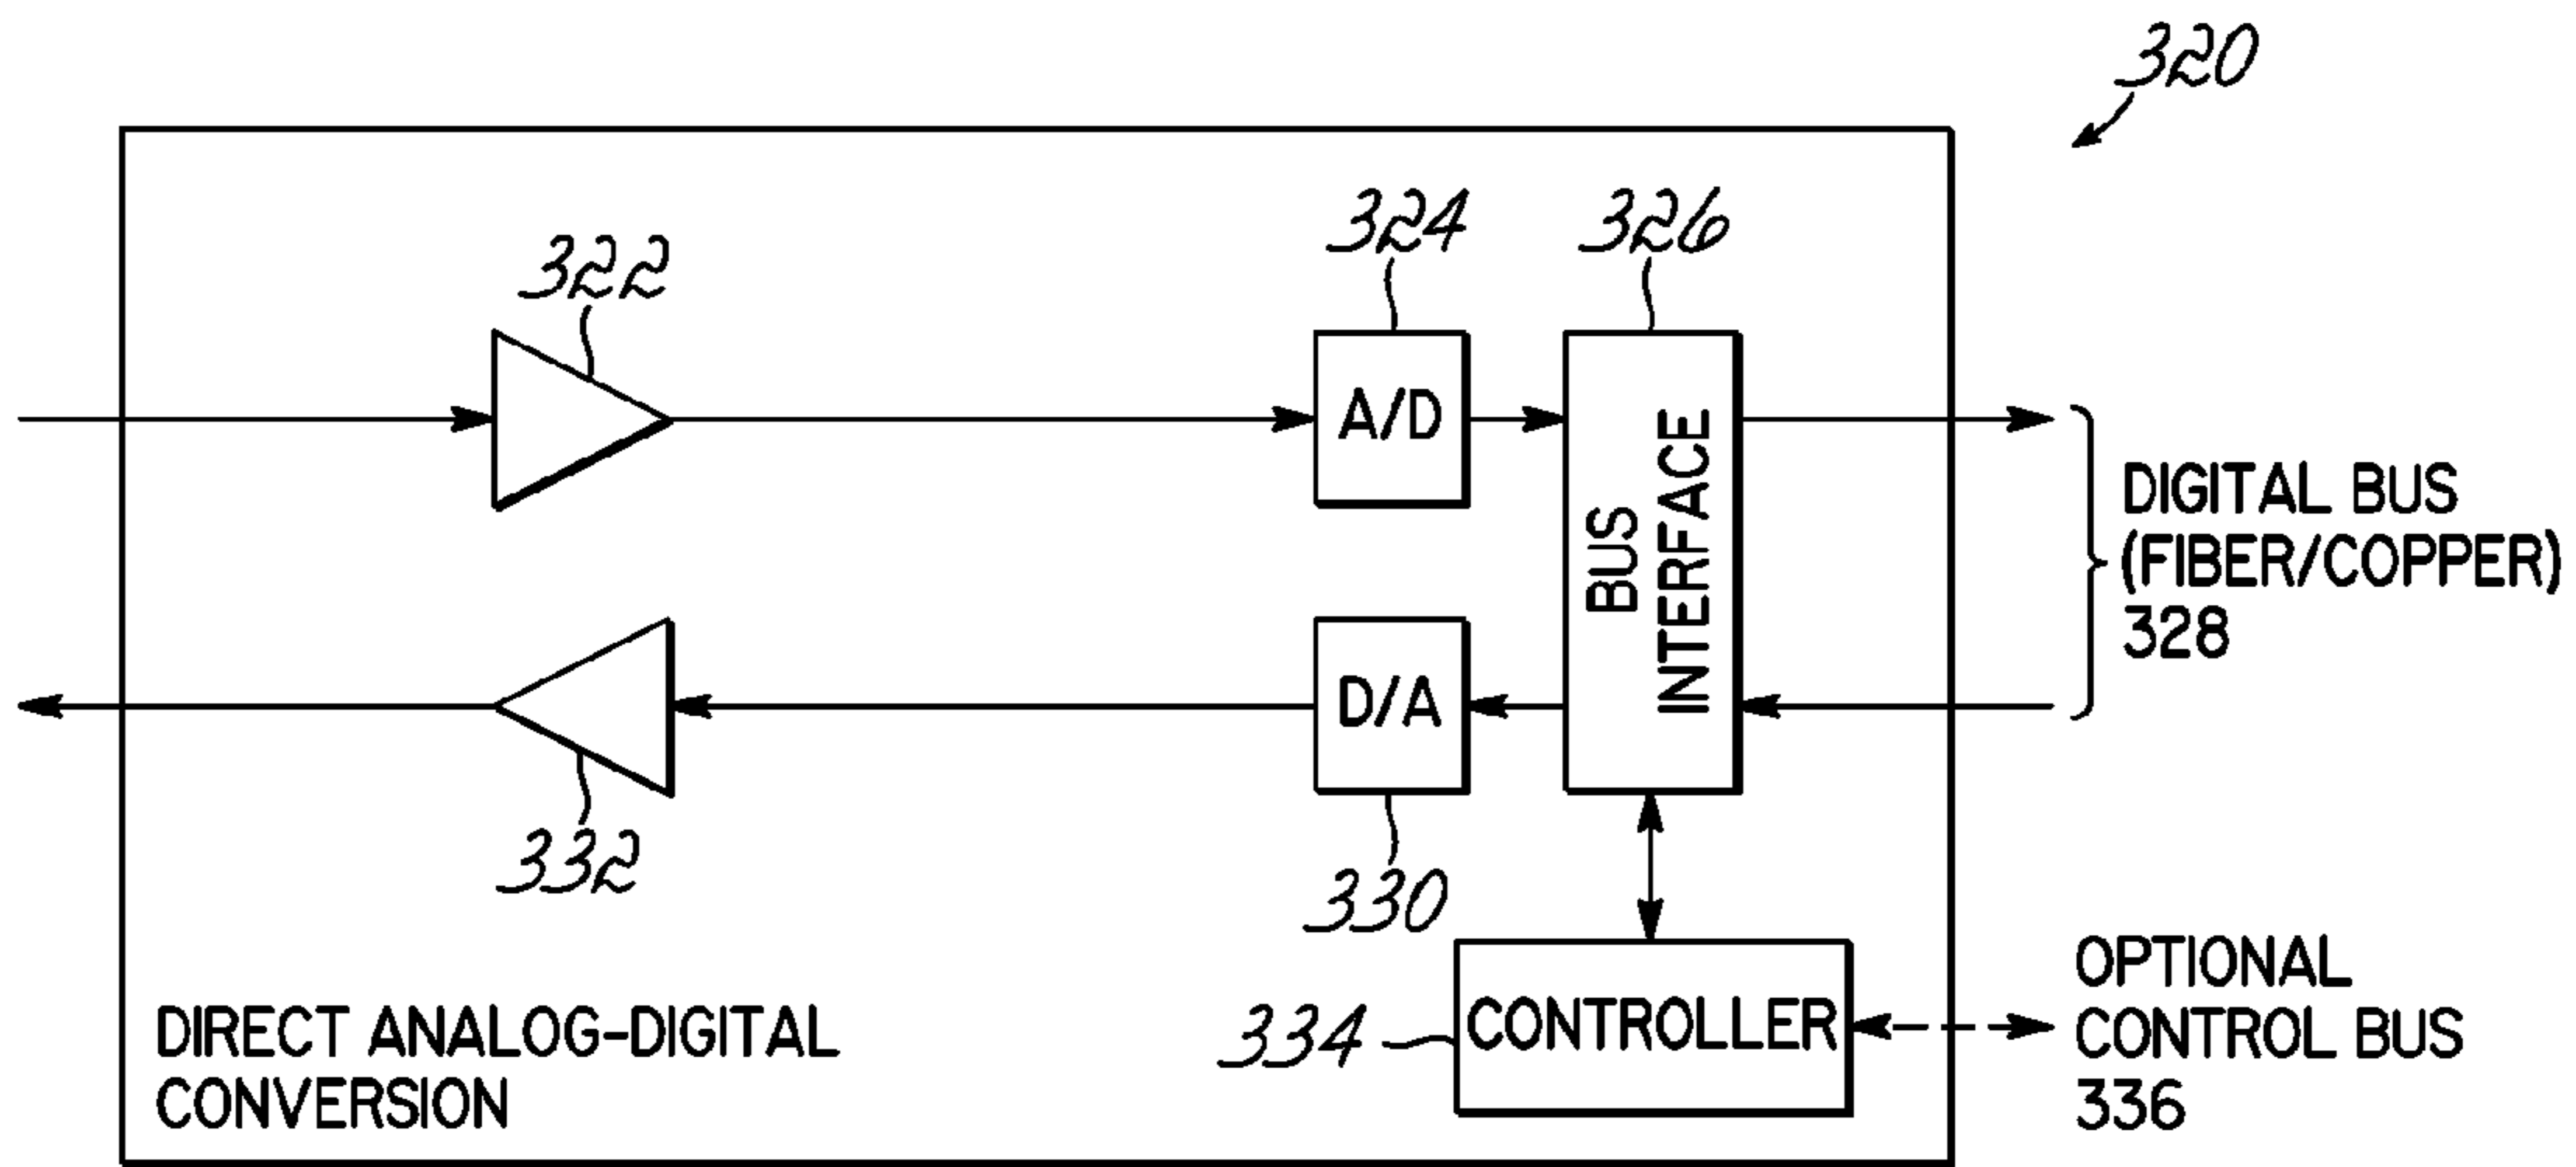 320
322
324
326
A/D
BUS
INTERFACE
DIGITAL BUS
(FIBER/COPPER)
328
D/A
332
330
334
CONTROLLER
OPTIONAL
CONTROL BUS
336
DIRECT ANALOG-DIGITAL
CONVERSION